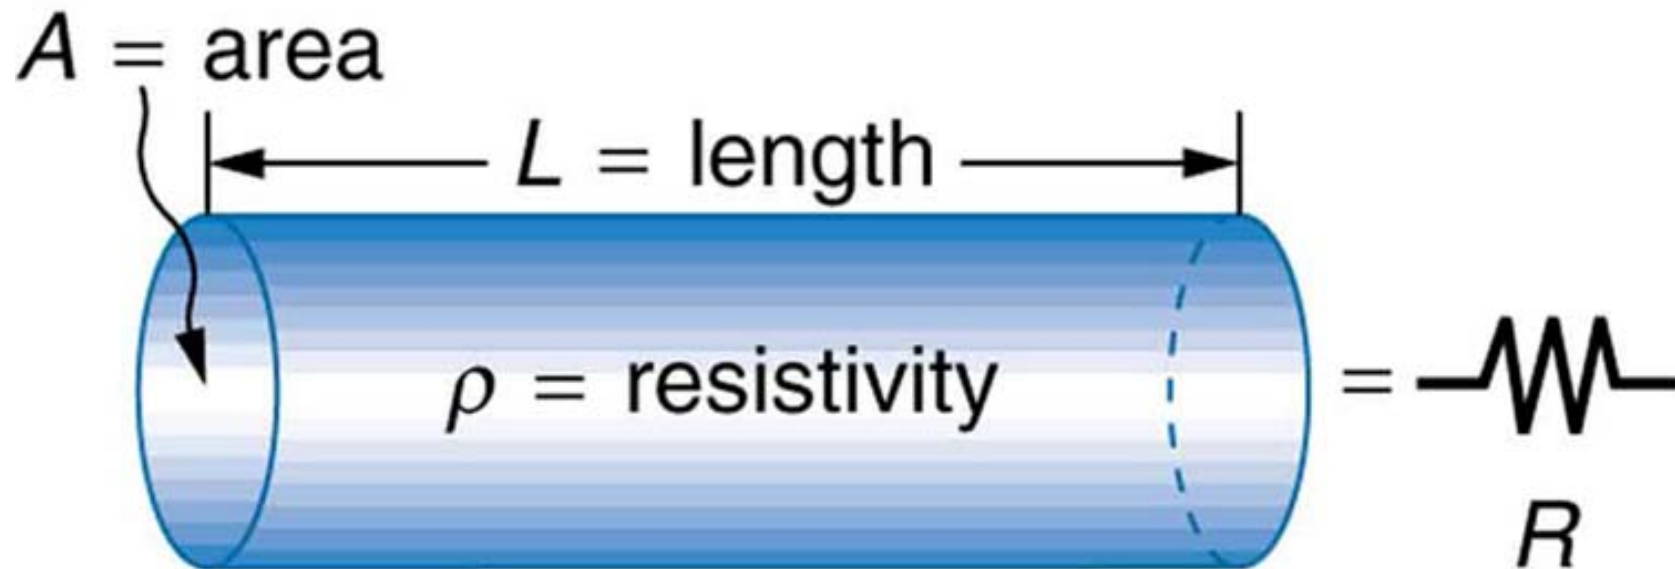 A = area
L = length
ρ = resistivity
=
R